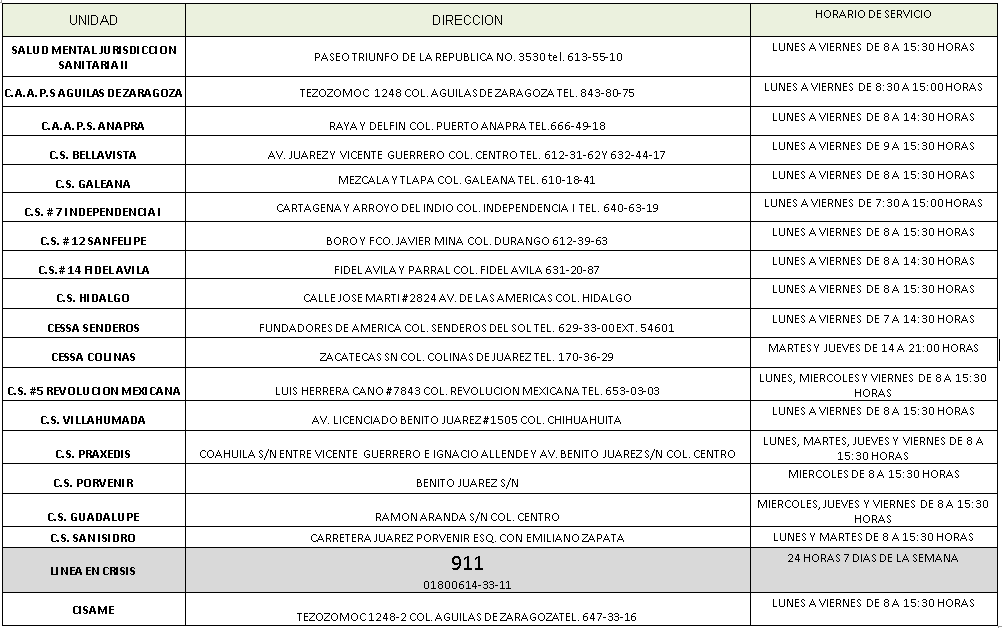 UNIDAD DIRECCION HORARIO DE SERVICIO
SALUD MENTAL JURISDICCION
SANITARIA II PASEO TRIUNFO DE LA REPUBLICA NO. 3530 tel. 613-55-10 LUNES A VIERNES DE 8 A 15:30 HORAS
C.A.A.P.S AGUILAS DE ZARAGOZA TEZOZOMOC 1248 COL. AGUILAS DE ZARAGOZA TEL. 843-80-75 LUNES A VIERNES DE 8:30 A 15:00 HORAS
C.A.A.P.S. ANAPRA RAYA Y DELFIN COL. PUERTO ANAPRA TEL.666-49-18 LUNES A VIERNES DE 8 A 14:30 HORAS
C.S. BELLAVISTA AV. JUAREZ Y VICENTE GUERRERO COL. CENTRO TEL. 612-31-62 Y 632-44-17 LUNES A VIERNES DE 9 A 15:30 HORAS
C.S. GALEANA MEZCALA Y TLAPA COL. GALEANA TEL. 610-18-41 LUNES A VIERNES DE 8 A 15:30 HORAS
C.S. # 7 INDEPENDENCIA I CARTAGENA Y ARROYO DEL INDIO COL. INDEPENDENCIA I TEL. 640-63-19 LUNES A VIERNES DE 7:30 A 15:00 HORAS
C.S. # 12 SAN FELIPE BORO Y FCO. JAVIER MINA COL. DURANGO 612-39-63 LUNES A VIERNES DE 8 A 15:30 HORAS
C.S.# 14 FIDEL AVILA FIDEL AVILA Y PARRAL COL. FIDEL AVILA 631-20-87 LUNES A VIERNES DE 8 A 14:30 HORAS
C.S. HIDALGO CALLE JOSE MARTI #2824 AV. DE LAS AMERICAS COL. HIDALGO LUNES A VIERNES DE 8 A 15:30 HORAS
CESSA SENDEROS FUNDADORES DE AMERICA COL. SENDEROS DEL SOL TEL. 629-33-00 EXT. 54601 LUNES A VIERNES DE 7 A 14:30 HORAS
CESSA COLINAS ZACATECAS SN COL. COLINAS DE JUAREZ TEL. 170-36-29 MARTES Y JUEVES DE 14 A 21:00 HORAS
C.S. #5 REVOLUCION MEXICANA LUIS HERRERA CANO #7843 COL. REVOLUCION MEXICANA TEL. 653-03-03 LUNES, MIERCOLES Y VIERNES DE 8 A 15:30
HORAS
C.S. VILLAHUMADA AV. LICENCIADO BENITO JUAREZ #1505 COL. CHIHUAHUITA LUNES A VIERNES DE 8 A 15:30 HORAS
C.S. PRAXEDIS COAHUILA S/N ENTRE VICENTE GUERRERO E IGNACIO ALLENDE Y AV. BENITO JUAREZ S/N COL. CENTRO LUNES, MARTES, JUEVES Y VIERNES DE 8 A
15:30 HORAS
C.S. PORVENIR BENITO JUAREZ S/N MIERCOLES DE 8 A 15:30 HORAS
C.S. GUADALUPE RAMON ARANDA S/N COL. CENTRO MIERCOLES, JUEVES Y VIERNES DE 8 A 15:30
HORAS
C.S. SAN ISIDRO CARRETERA JUAREZ PORVENIR ESQ. CON EMILIANO ZAPATA LUNES Y MARTES DE 8 A 15:30 HORAS
LINEA EN CRISIS 911 24 HORAS 7 DIAS DE LA SEMANA
01800614-33-11
CISAME TEZOZOMOC 1248-2 COL. AGUILAS DE ZARAGOZA TEL. 647-33-16 LUNES A VIERNES DE 8 A 15:30 HORAS